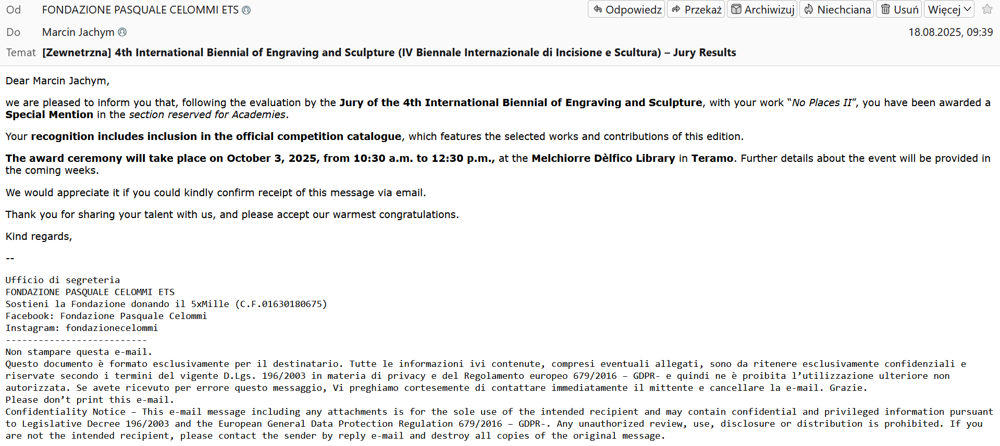 Od FONDAZIONE PASQUALE CELOMMI ETS Odpowiedz Przekaż Archiwizuj Niechciana Usuń Więcej
Do Marcin Jachym 18.08.2025, 09:39
Temat [Zewnetrzna] 4th International Biennial of Engraving and Sculpture (IV Biennale Internazionale di Incisione e Scultura) – Jury Results
Dear Marcin Jachym,
we are pleased to inform you that, following the evaluation by the Jury of the 4th International Biennial of Engraving and Sculpture, with your work “No Places II”, you have been awarded a
Special Mention in the section reserved for Academies.
Your recognition includes inclusion in the official competition catalogue, which features the selected works and contributions of this edition.
The award ceremony will take place on October 3, 2025, from 10:30 a.m. to 12:30 p.m., at the Melchiorre Dèlfico Library in Teramo. Further details about the event will be provided in
the coming weeks.
We would appreciate it if you could kindly confirm receipt of this message via email.
Thank you for sharing your talent with us, and please accept our warmest congratulations.
Kind regards,
--
Ufficio di segreteria
FONDAZIONE PASQUALE CELOMMI ETS
Sostieni la Fondazione donando il 5xMille (C.F.01630180675)
Facebook: Fondazione Pasquale Celommi
Instagram: fondazionecelommi
--------------------------
Non stampare questa e-mail.
Questo documento è formato esclusivamente per il destinatario. Tutte le informazioni ivi contenute, compresi eventuali allegati, sono da ritenere esclusivamente confidenziali e
riservate secondo i termini del vigente D.Lgs. 196/2003 in materia di privacy e del Regolamento europeo 679/2016 – GDPR- e quindi ne è proibita l’utilizzazione ulteriore non
autorizzata. Se avete ricevuto per errore questo messaggio, Vi preghiamo cortesemente di contattare immediatamente il mittente e cancellare la e-mail. Grazie.
Please don’t print this e-mail.
Confidentiality Notice – This e-mail message including any attachments is for the sole use of the intended recipient and may contain confidential and privileged information pursuant
to Legislative Decree 196/2003 and the European General Data Protection Regulation 679/2016 – GDPR-. Any unauthorized review, use, disclosure or distribution is prohibited. If you
are not the intended recipient, please contact the sender by reply e-mail and destroy all copies of the original message.